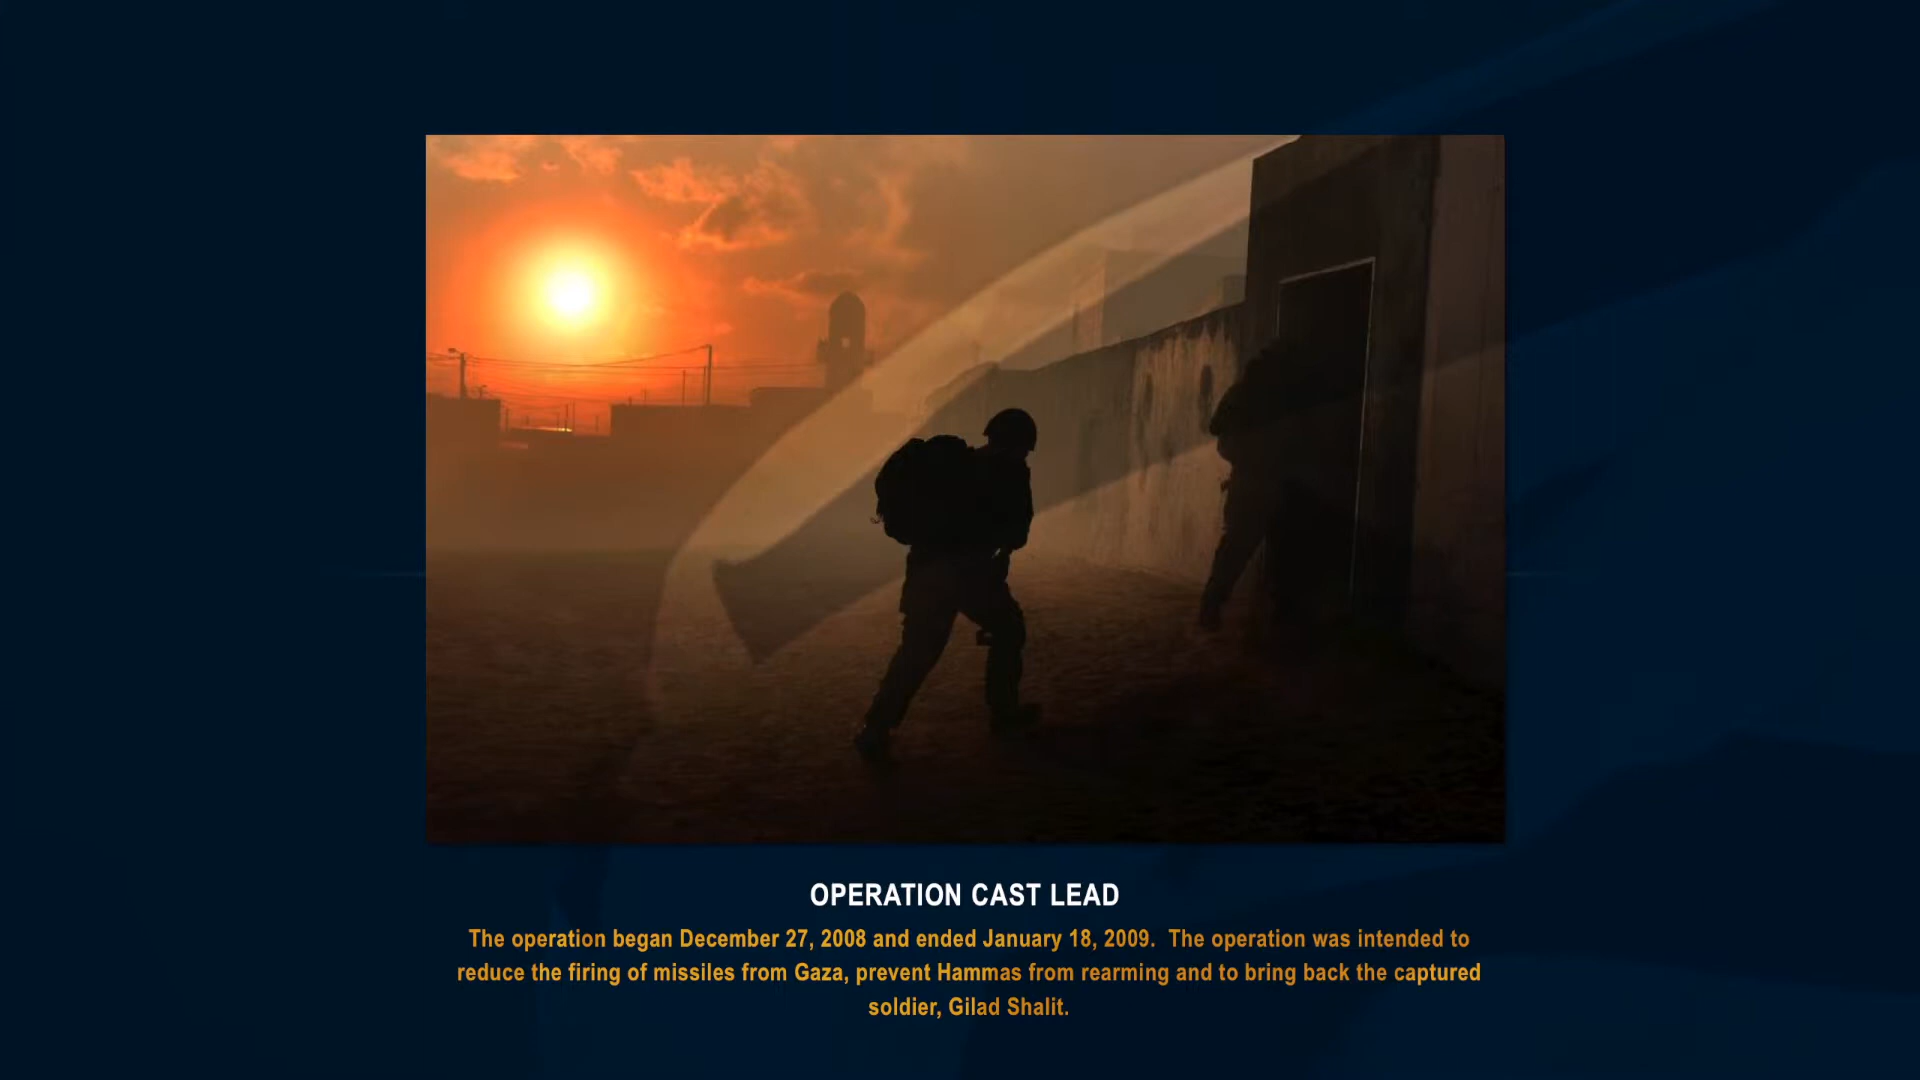 OPERATION CAST LEAD
The operation began December 27, 2008 and ended January 18, 2009.  The operation was intended to
reduce the firing of missiles from Gaza, prevent Hammas from rearming and to bring back the captured
soldier, Gilad Shalit.